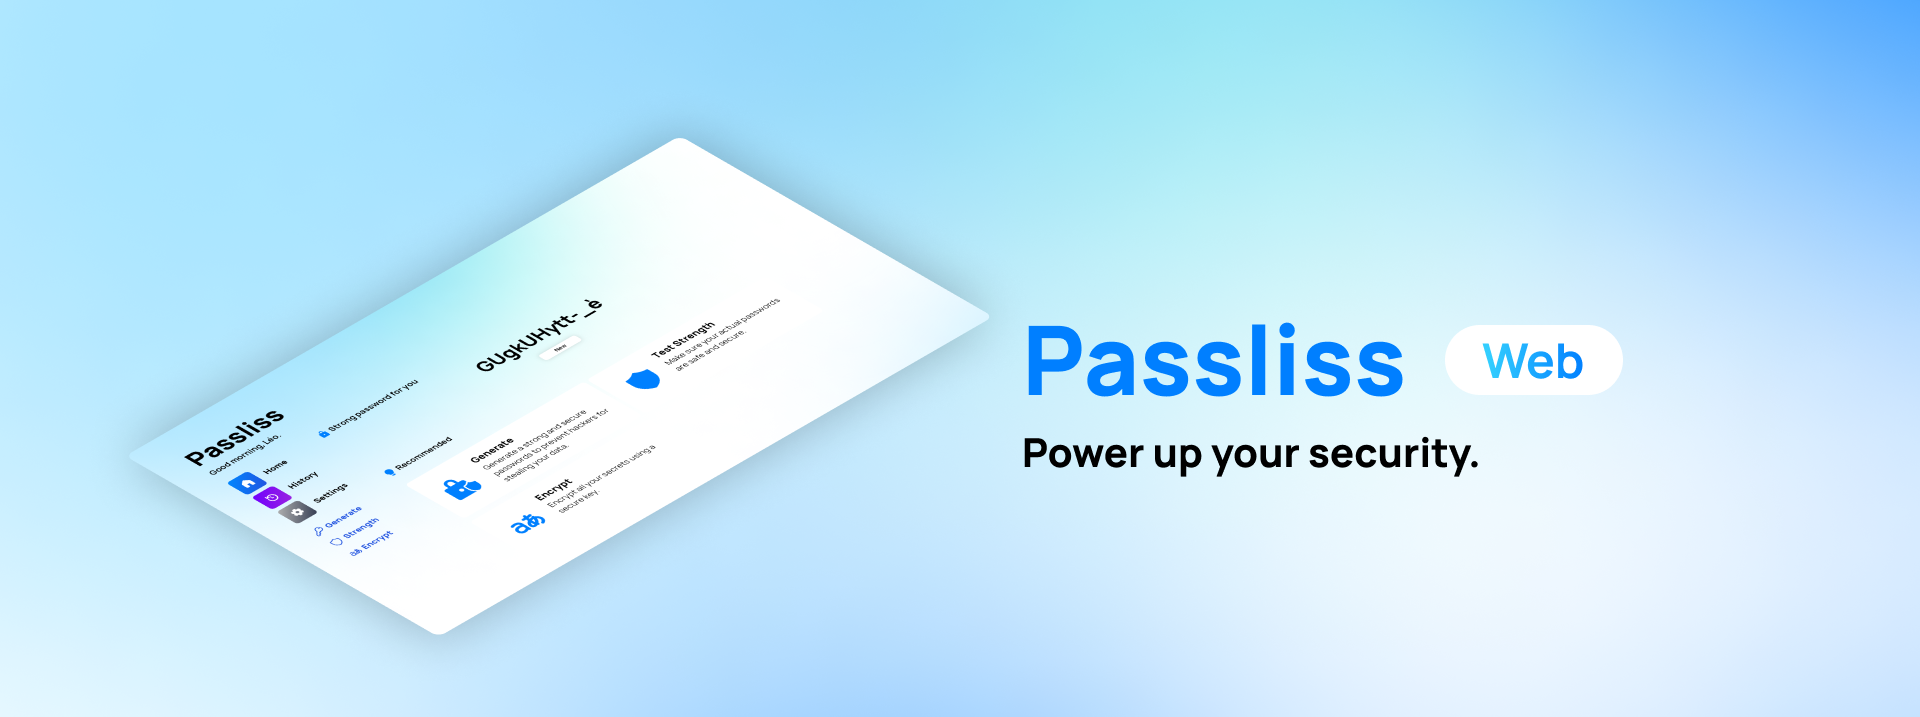 Passliss
Good morning, Léo.
Home
History
Settings
Generate
Strength
Encrypt
Strong password for you
GUgkUHytt-_è
New
Recommended
Generate
Generate a strong and secure
passwords to prevent hackers for
stealing your data.
Test Strength
Make sure your actual passwords
are safe and secure.
Encrypt
Encrypt all your secrets using a
secure key.
Passliss
Web
Power up your security.